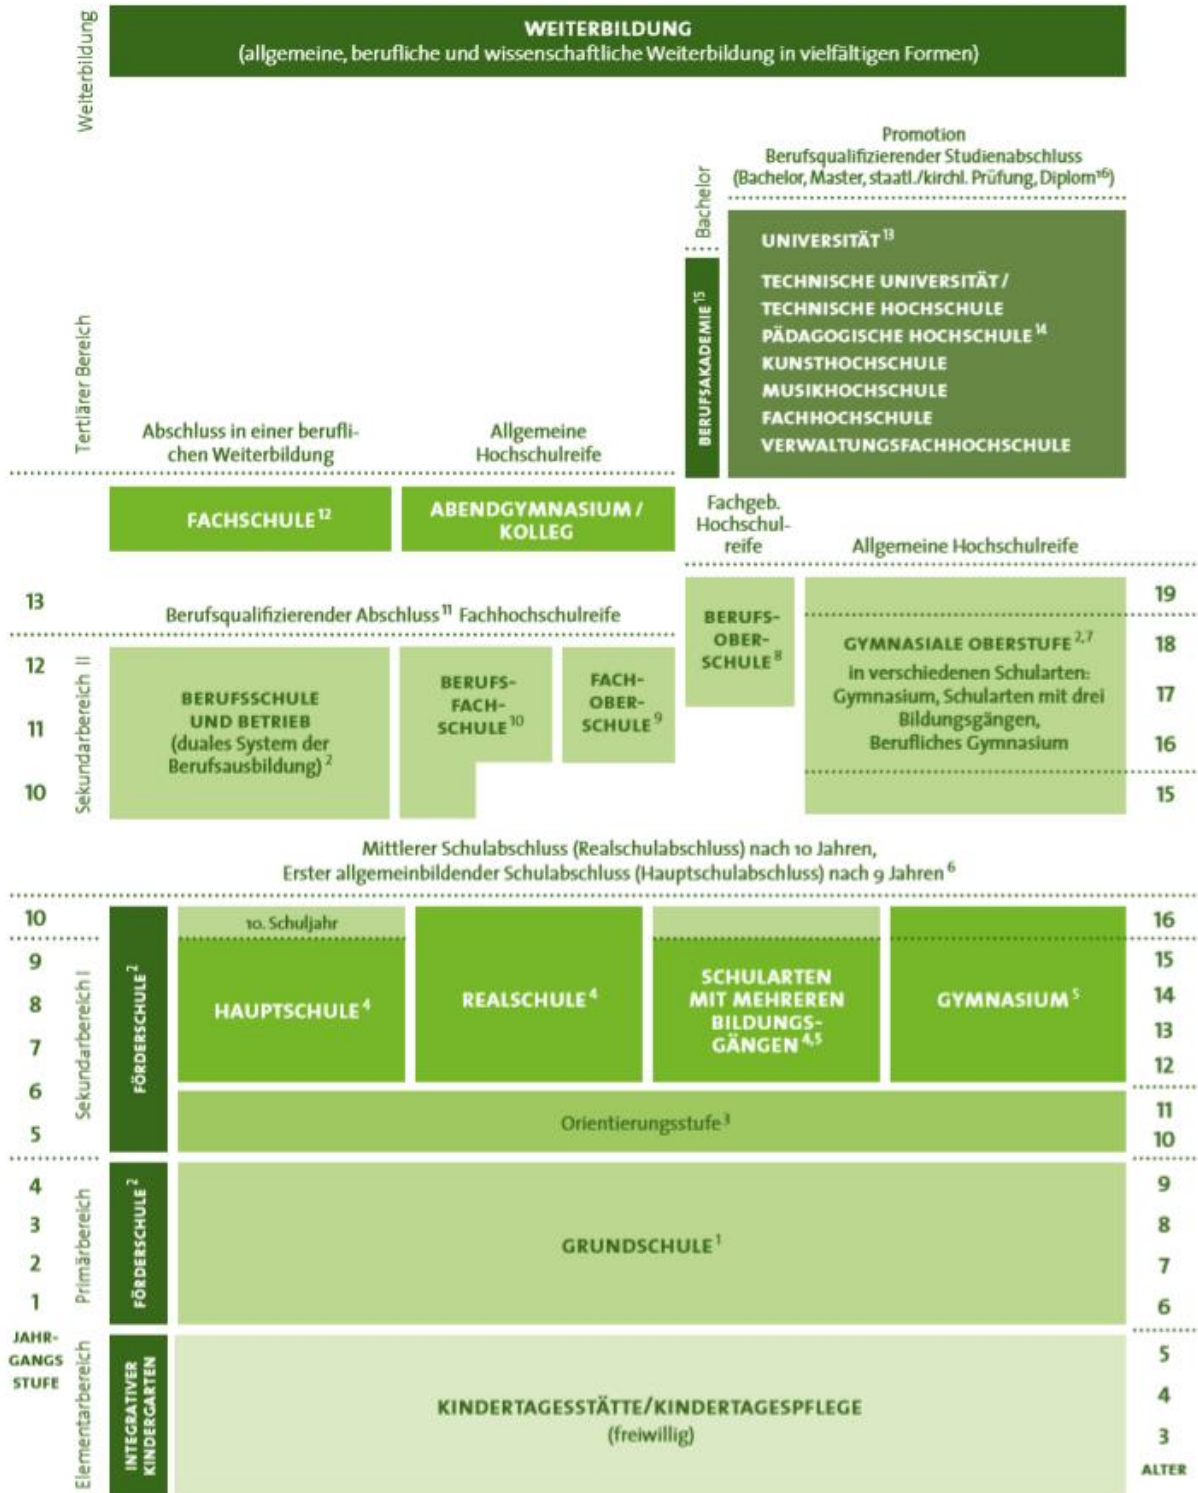 Weiterbildung
WEITERBILDUNG
(allgemeine, berufliche und wissenschaftliche Weiterbildung in vielfältigen Formen)
Tertiärer Bereich
Promotion
Berufsqualifizierender Studienabschluss
(Bachelor, Master, staatl./kirchl. Prüfung, Diplom¹⁶)
Bachelor
BERUFSAKADEMIE¹⁵
UNIVERSITÄT¹³
TECHNISCHE UNIVERSITÄT /
TECHNISCHE HOCHSCHULE
PÄDAGOGISCHE HOCHSCHULE¹⁴
KUNSTHOCHSCHULE
MUSIKHOCHSCHULE
FACHHOCHSCHULE
VERWALTUNGSFACHHOCHSCHULE
Abschluss in einer berufli-
chen Weiterbildung
Allgemeine
Hochschulreife
FACHSCHULE¹²
ABENDGYMNASIUM /
KOLLEG
Fachgeb.
Hochschul-
reife
Allgemeine Hochschulreife
13
12
11
10
Sekundarbereich II
Berufsqualifizierender Abschluss¹¹ Fachhochschulreife
BERUFSSCHULE
UND BETRIEB
(duales System der
Berufsausbildung)²
BERUFS-
FACH-
SCHULE¹⁰
FACH-
OBER-
SCHULE⁹
BERUFS-
OBER-
SCHULE⁸
GYMNASIALE OBERSTUFE²,⁷
in verschiedenen Schularten:
Gymnasium, Schularten mit drei
Bildungsgängen,
Berufliches Gymnasium
19
18
17
16
15
Mittlerer Schulabschluss (Realschulabschluss) nach 10 Jahren,
Erster allgemeinbildender Schulabschluss (Hauptschulabschluss) nach 9 Jahren⁶
10
9
8
7
6
5
Sekundarbereich I
FÖRDERSCHULE²
10. Schuljahr
HAUPTSCHULE⁴
REALSCHULE⁴
SCHULARTEN
MIT MEHREREN
BILDUNGS-
GÄNGEN⁴,⁵
GYMNASIUM⁵
Orientierungsstufe³
16
15
14
13
12
11
10
4
3
2
1
Primärbereich
FÖRDERSCHULE²
GRUNDSCHULE¹
9
8
7
6
JAHR-
GANGS
STUFE
Elementarbereich
INTEGRATIVER
KINDERGARTEN
KINDERTAGESSTÄTTE/KINDERTAGESPFLEGE
(freiwillig)
5
4
3
ALTER